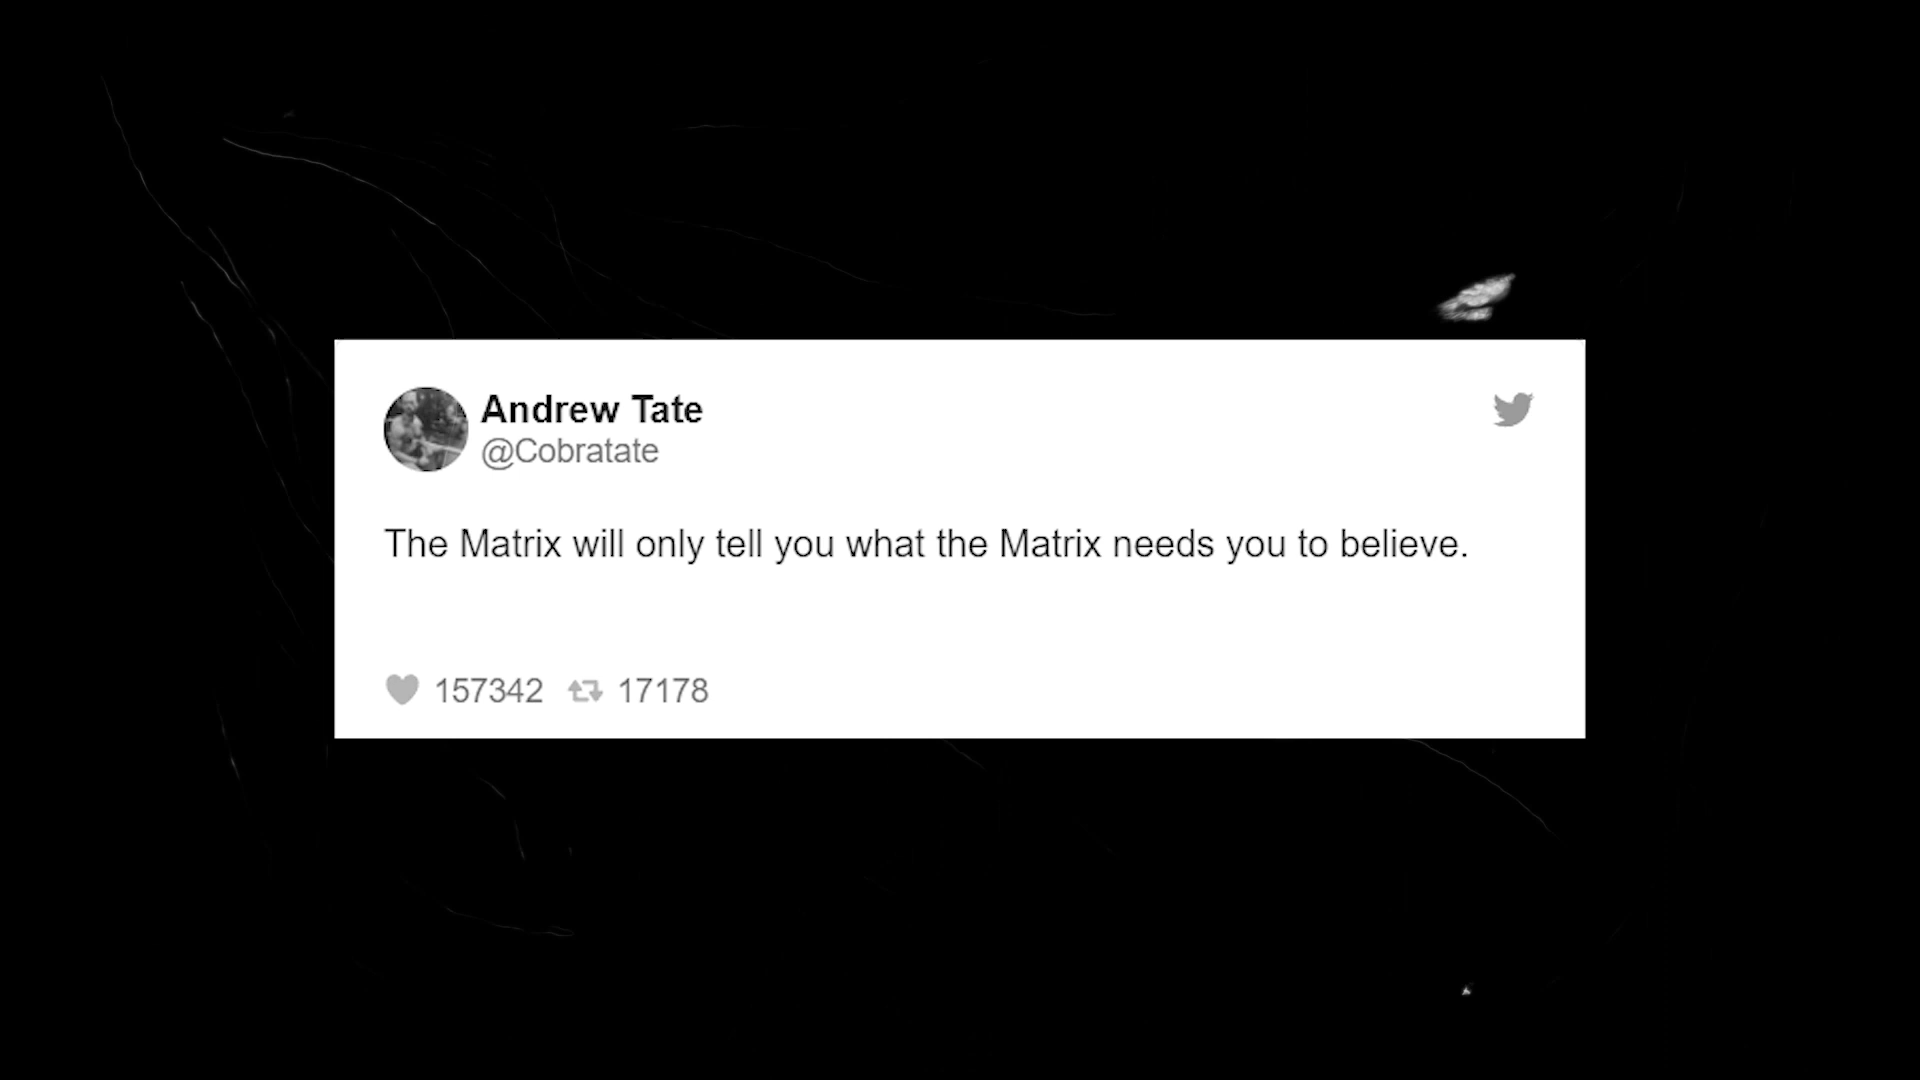 Andrew Tate
@Cobratate
The Matrix will only tell you what the Matrix needs you to believe.
157342 17178